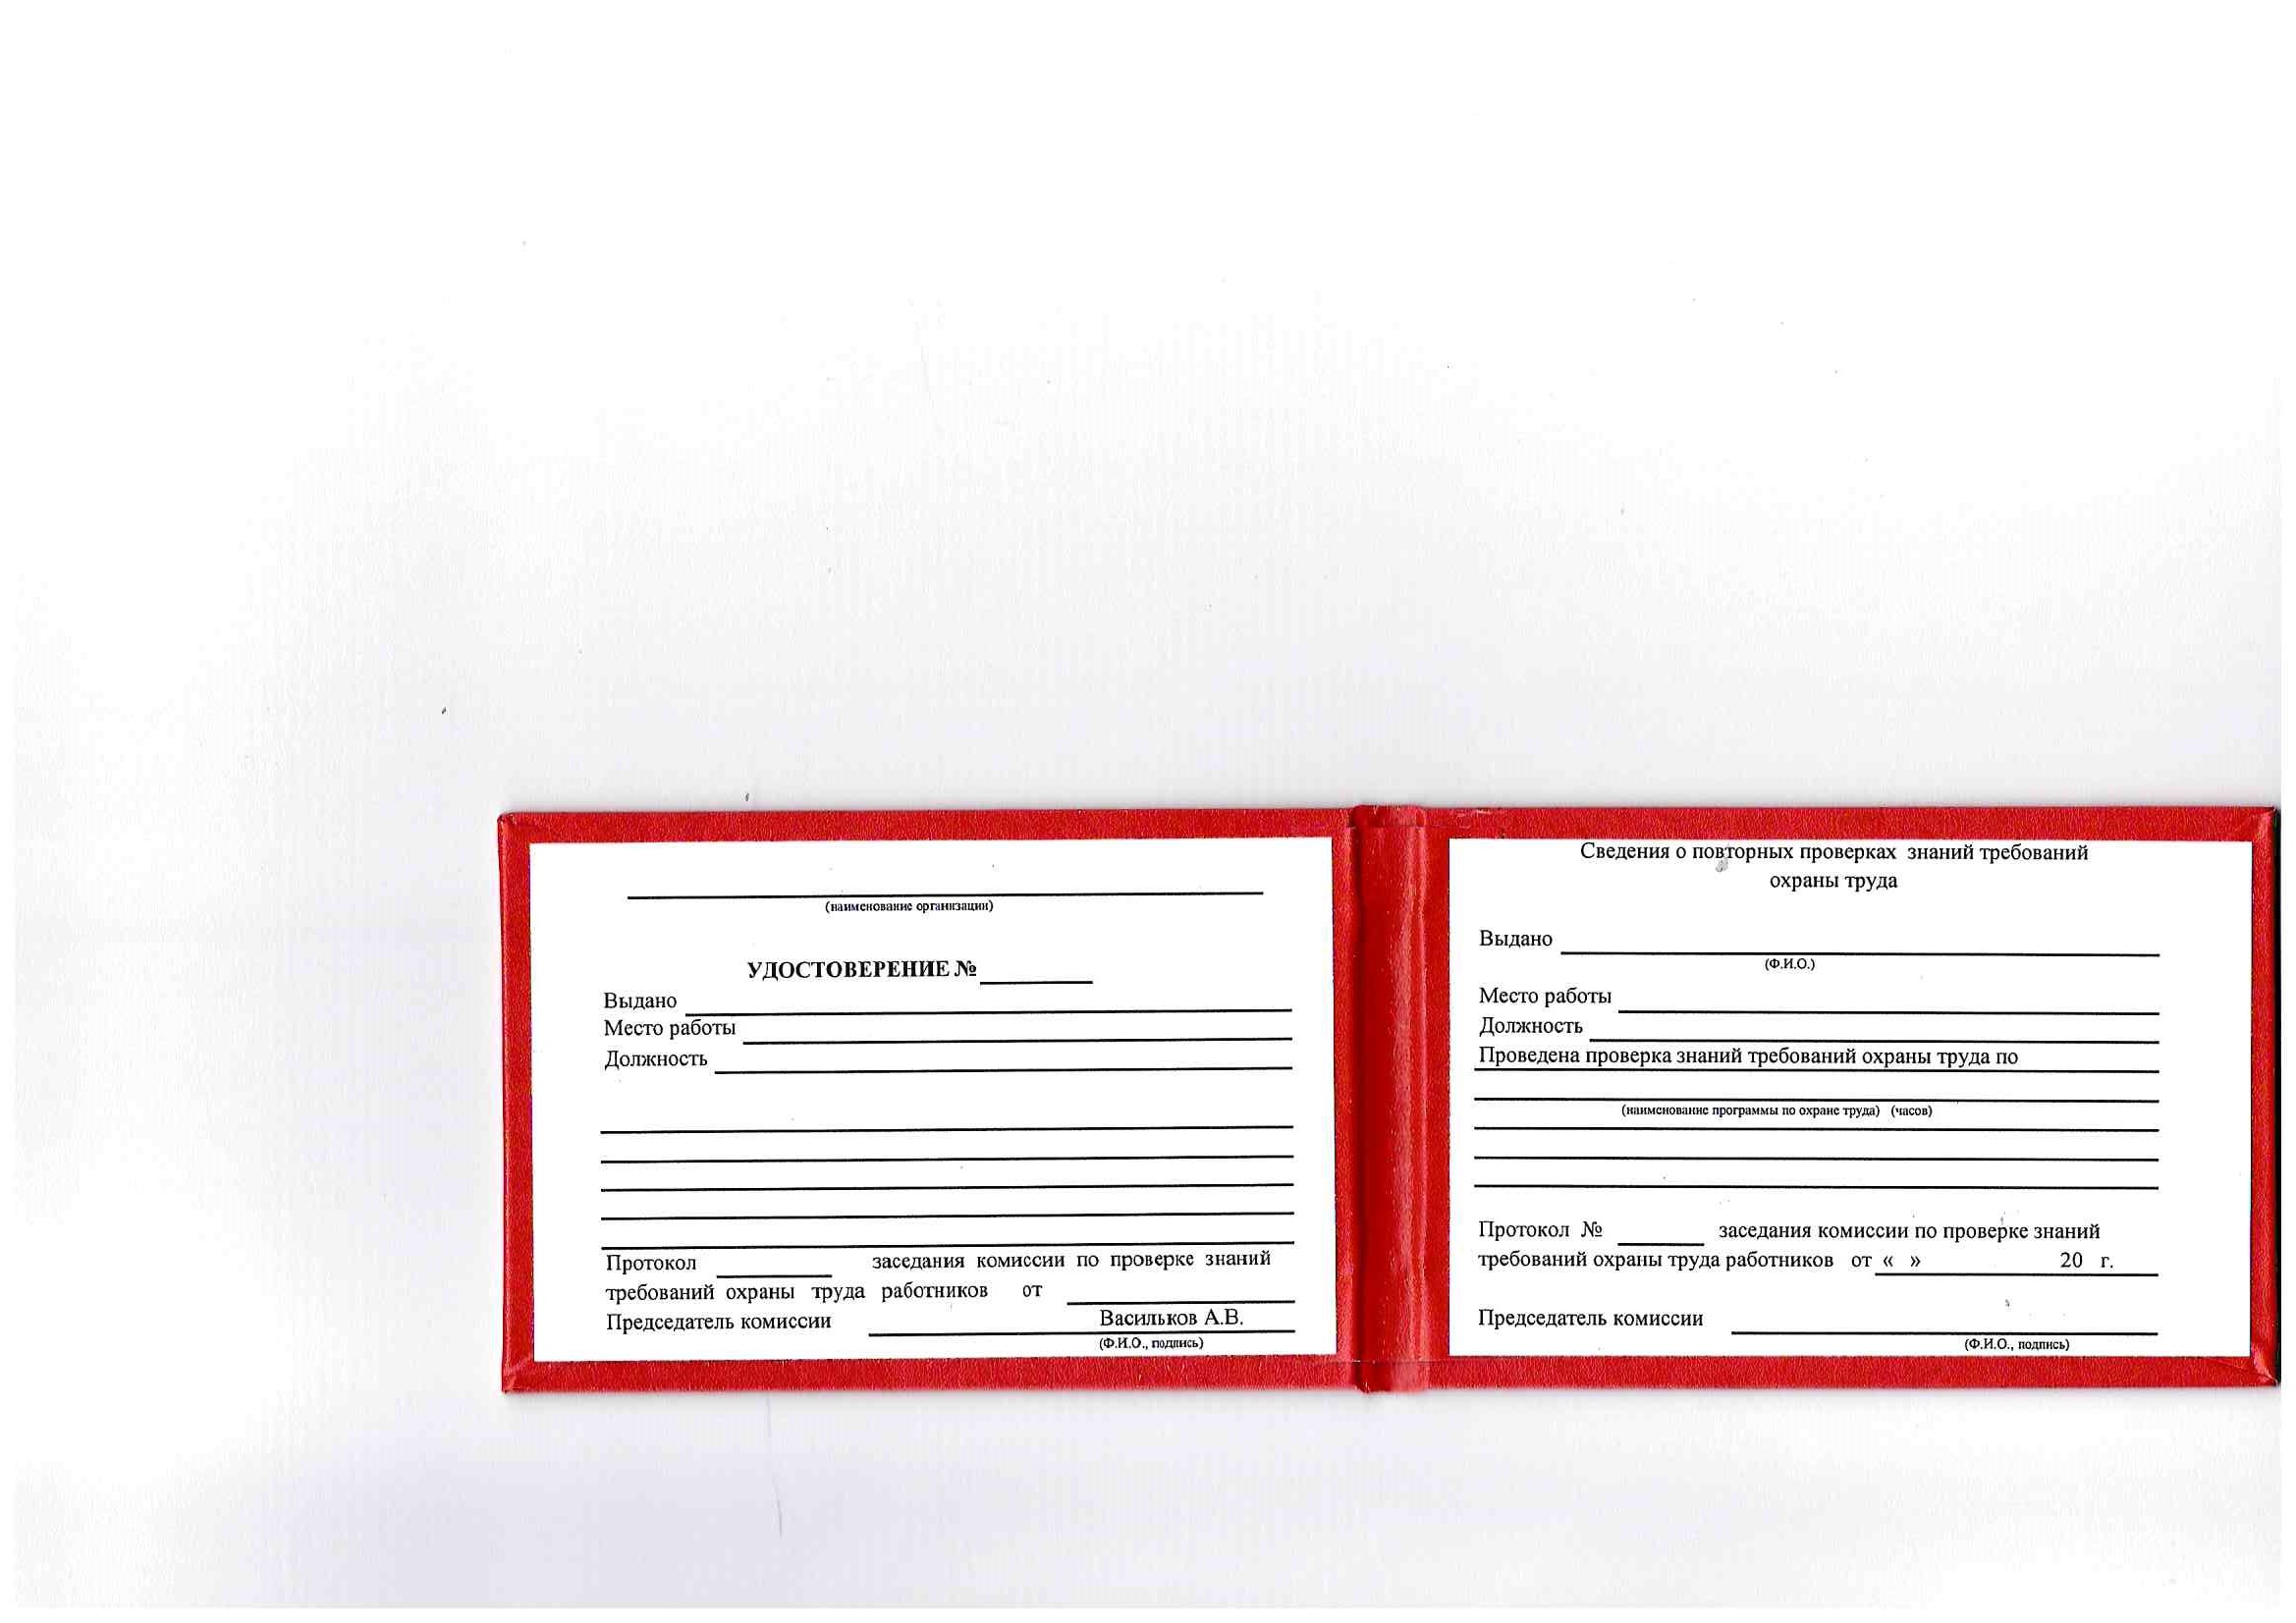 (наименование организации)
УДОСТОВЕРЕНИЕ №
Выдано
Место работы
Должность
Протокол заседания комиссии по проверке знаний
требований охраны труда работников от
Председатель комиссии Васильков А.В.
(Ф.И.О., подпись)
Сведения о повторных проверках знаний требований
охраны труда
Выдано
(Ф.И.О.)
Место работы
Должность
Проведена проверка знаний требований охраны труда по
(наименование программы по охране труда) (часов)
Протокол № заседания комиссии по проверке знаний
требований охраны труда работников от « » 20 г.
Председатель комиссии
(Ф.И.О., подпись)